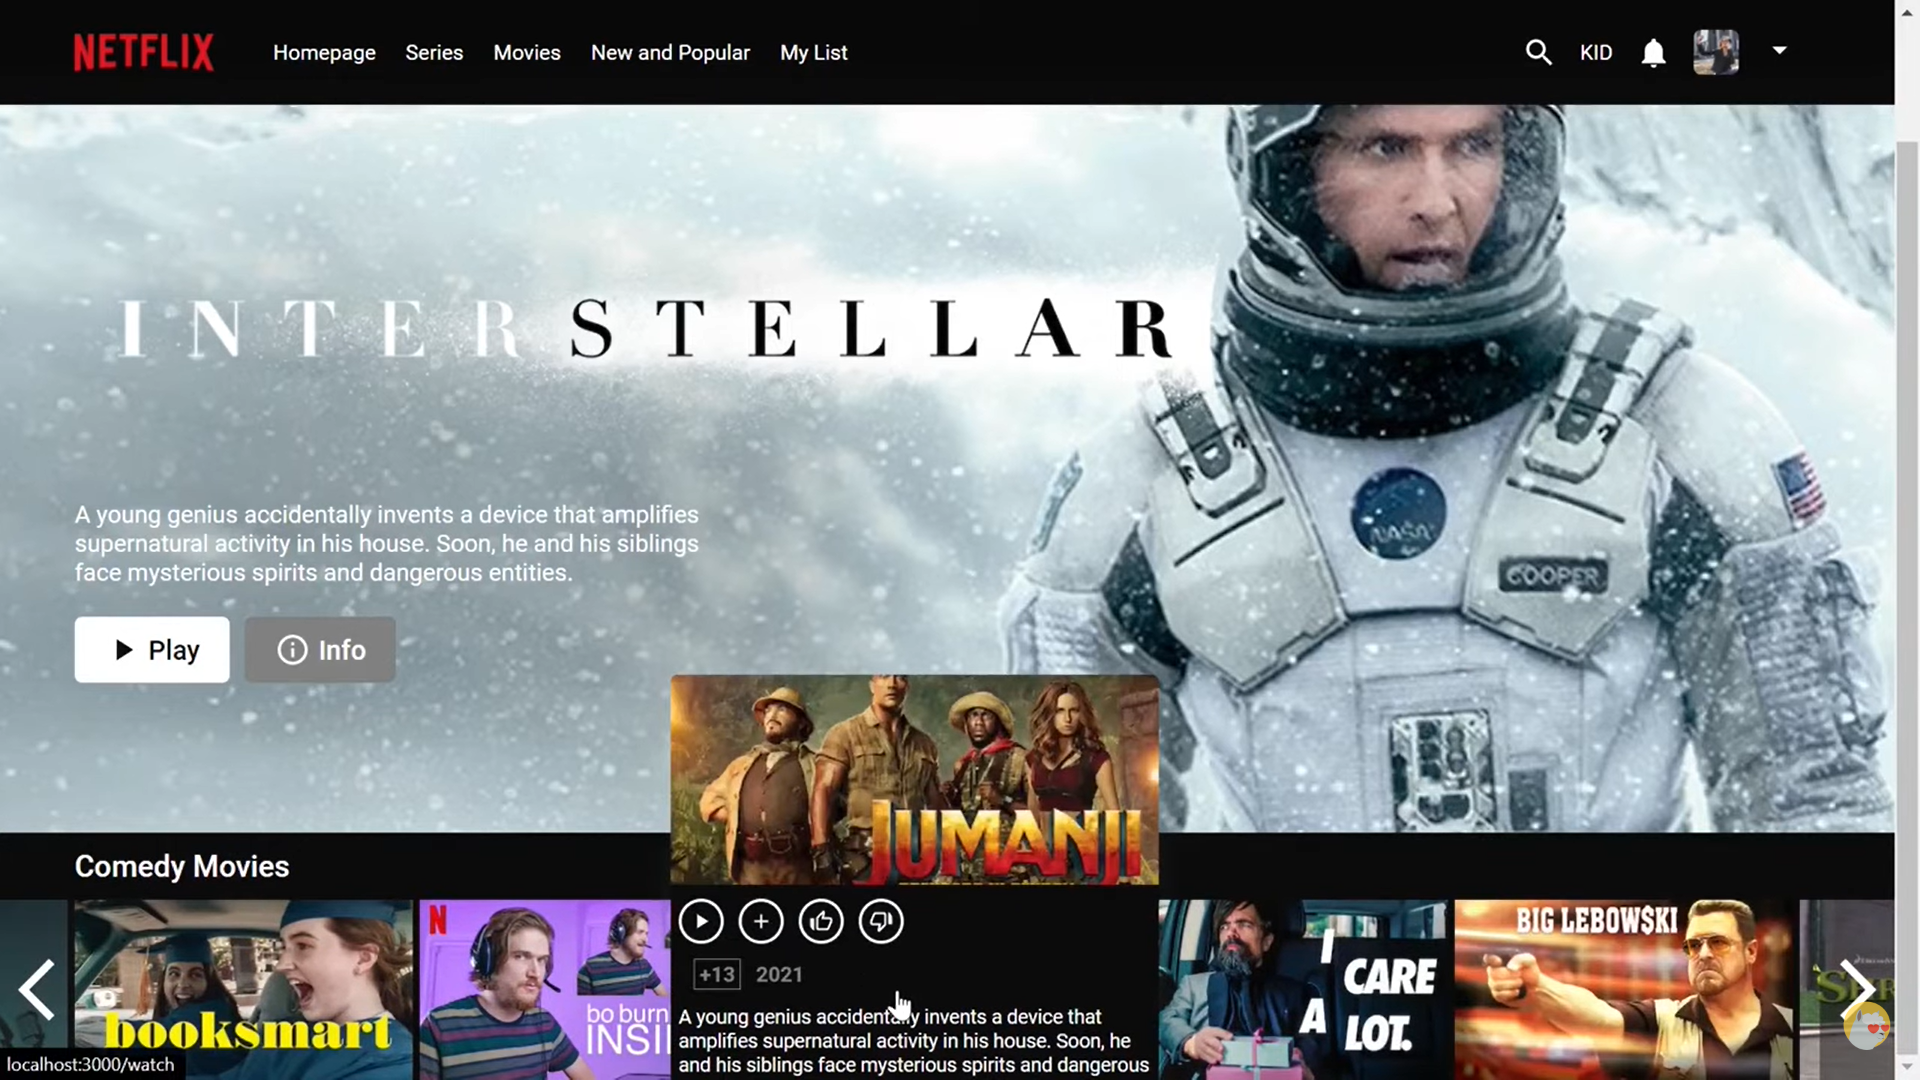 NETFLIX
Homepage
Series
Movies
New and Popular
My List
KID
INTERSTELLAR
NASA
COOPER
A young genius accidentally invents a device that amplifies
supernatural activity in his house. Soon, he and his siblings
face mysterious spirits and dangerous entities.
Play
Info
JUMANJI
Comedy Movies
N
booksmart
bo burn
INSI
+13
2021
A young genius accidentally invents a device that
amplifies supernatural activity in his house. Soon, he
and his siblings face mysterious spirits and dangerous
I
CARE
A
LOT.
BIG LEBOW$KI
localhost:3000/watch